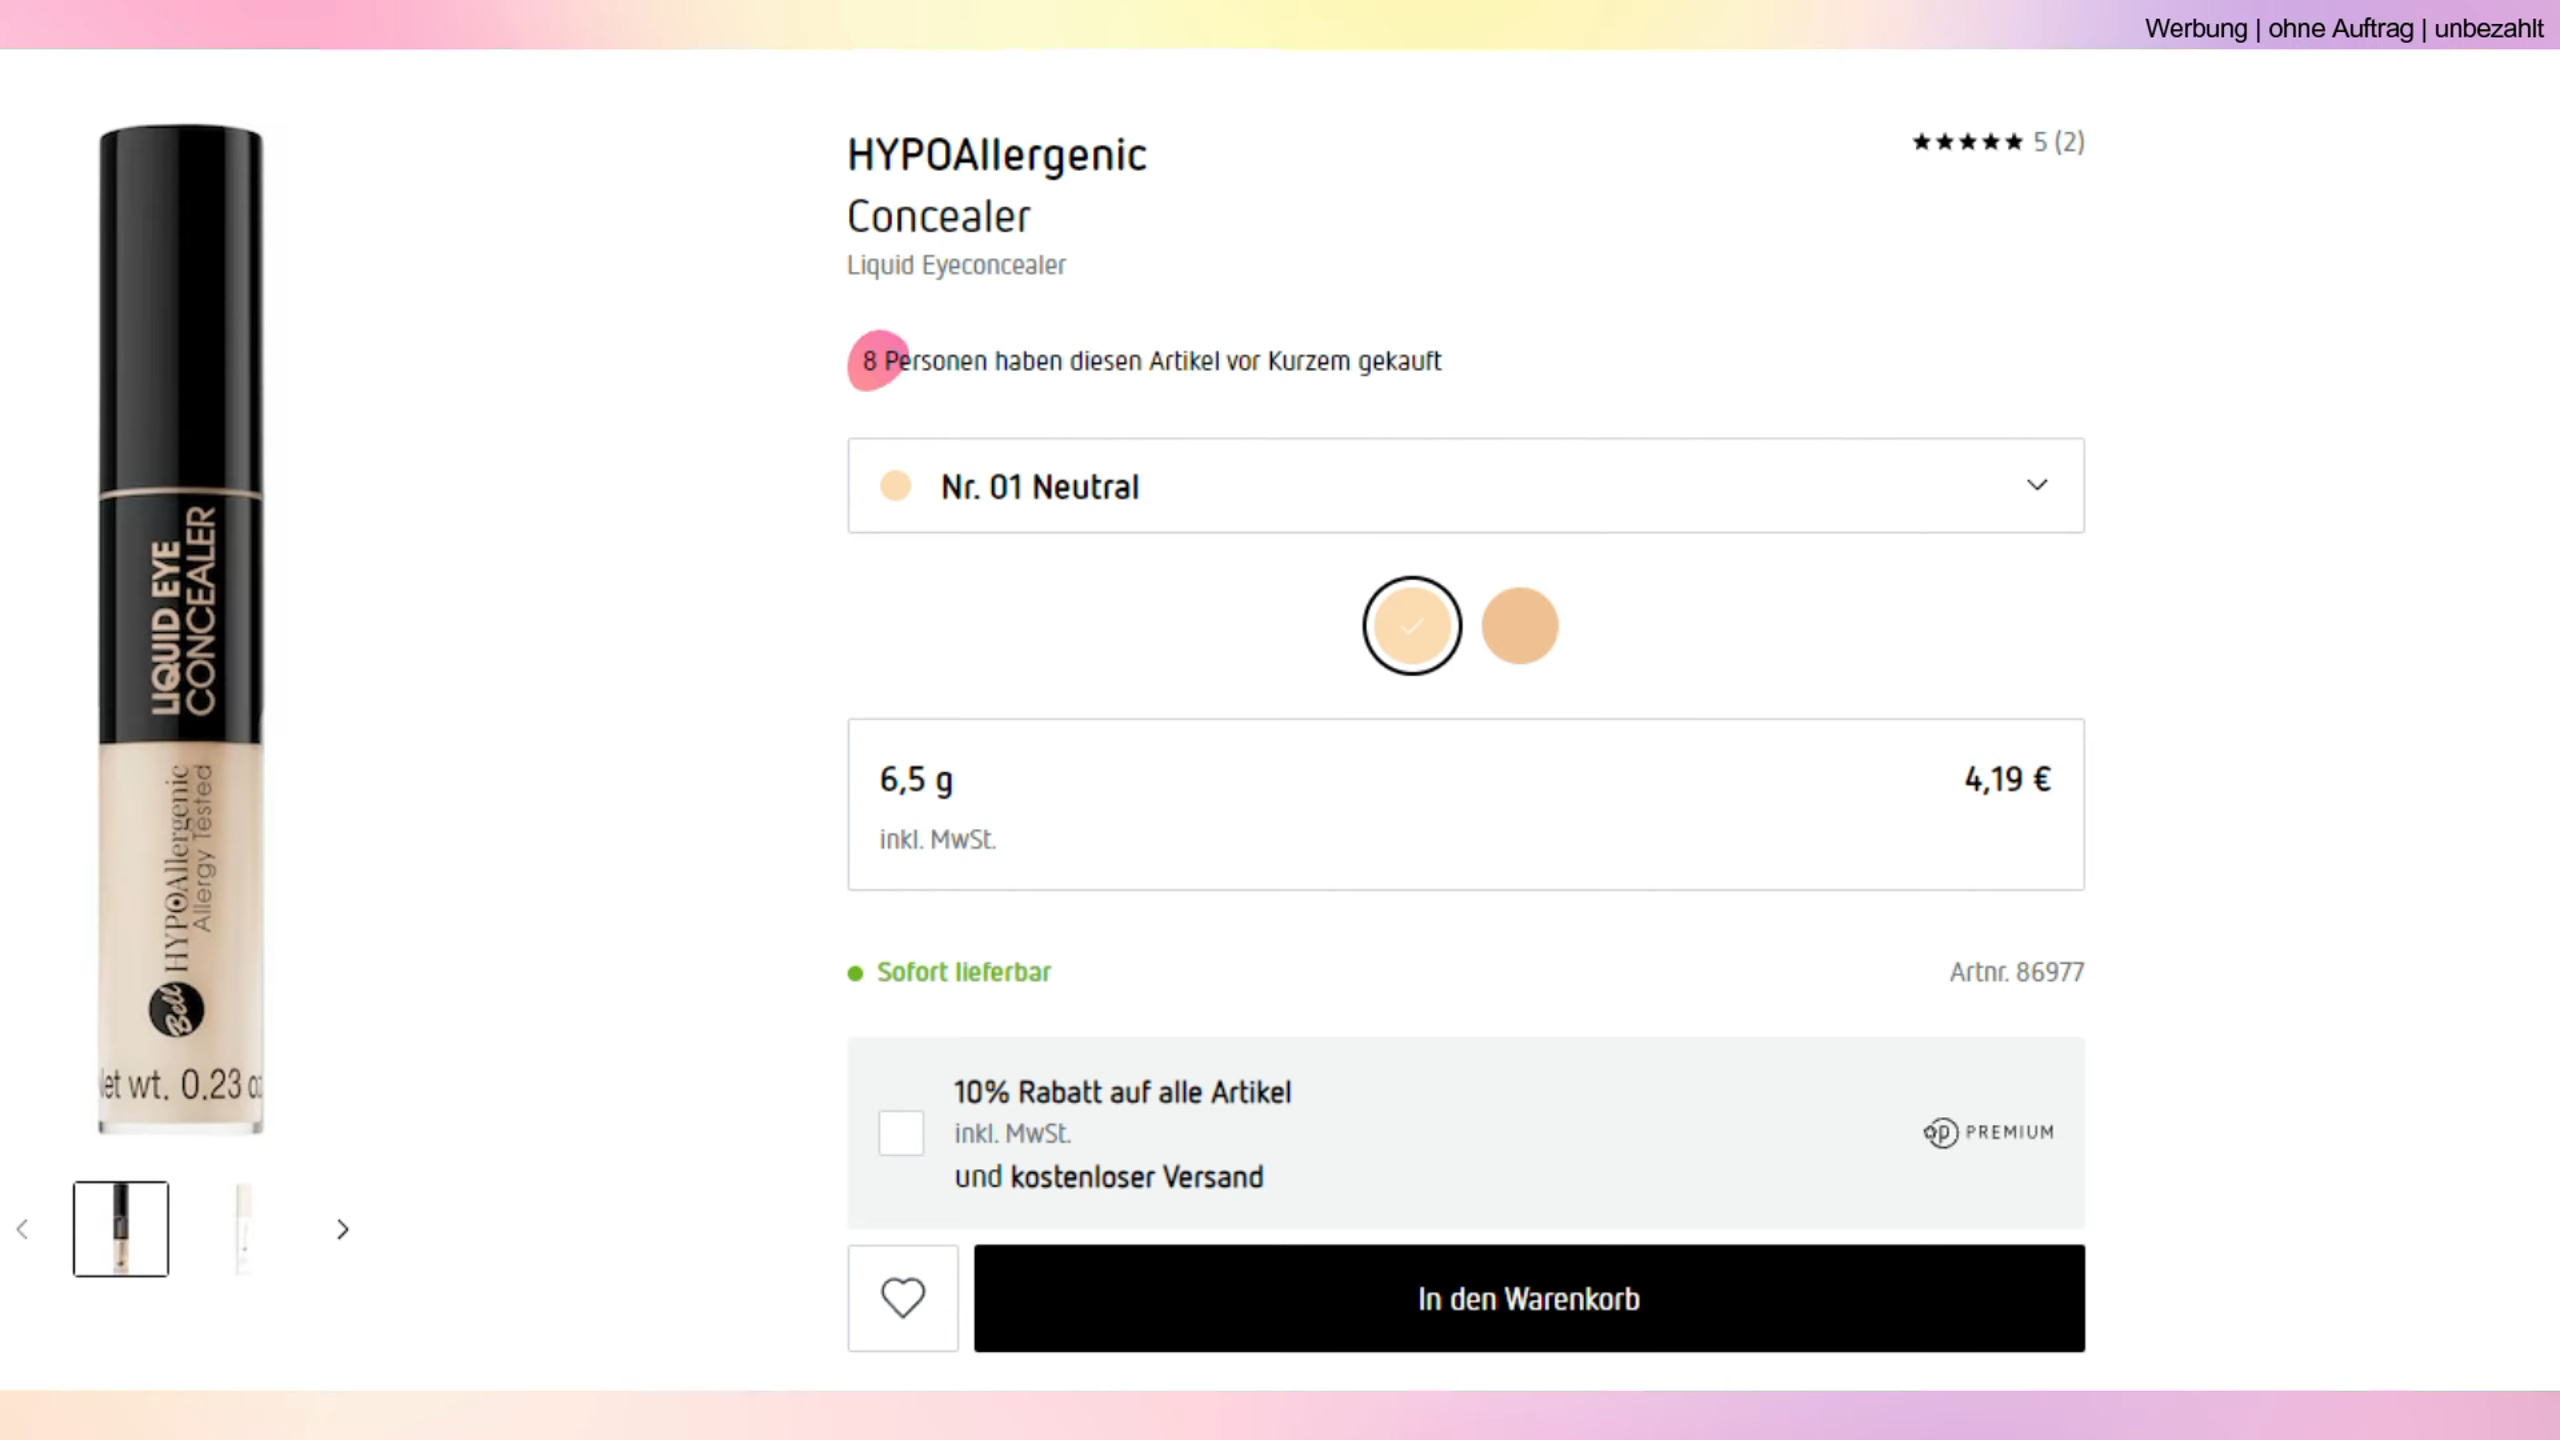 Werbung | ohne Auftrag | unbezahlt
LIQUID EYE
CONCEALER
HYPOAllergenic
Allergy Tested
Bell
wt. 0.23
HYPOAllergenic
Concealer
Liquid Eyeconcealer
★★★★★ 5 (2)
8 Personen haben diesen Artikel vor Kurzem gekauft
Nr. 01 Neutral
6,5 g
4,19 €
inkl. MwSt.
Sofort lieferbar
Artnr. 86977
10% Rabatt auf alle Artikel
inkl. MwSt.
und kostenloser Versand
PREMIUM
In den Warenkorb